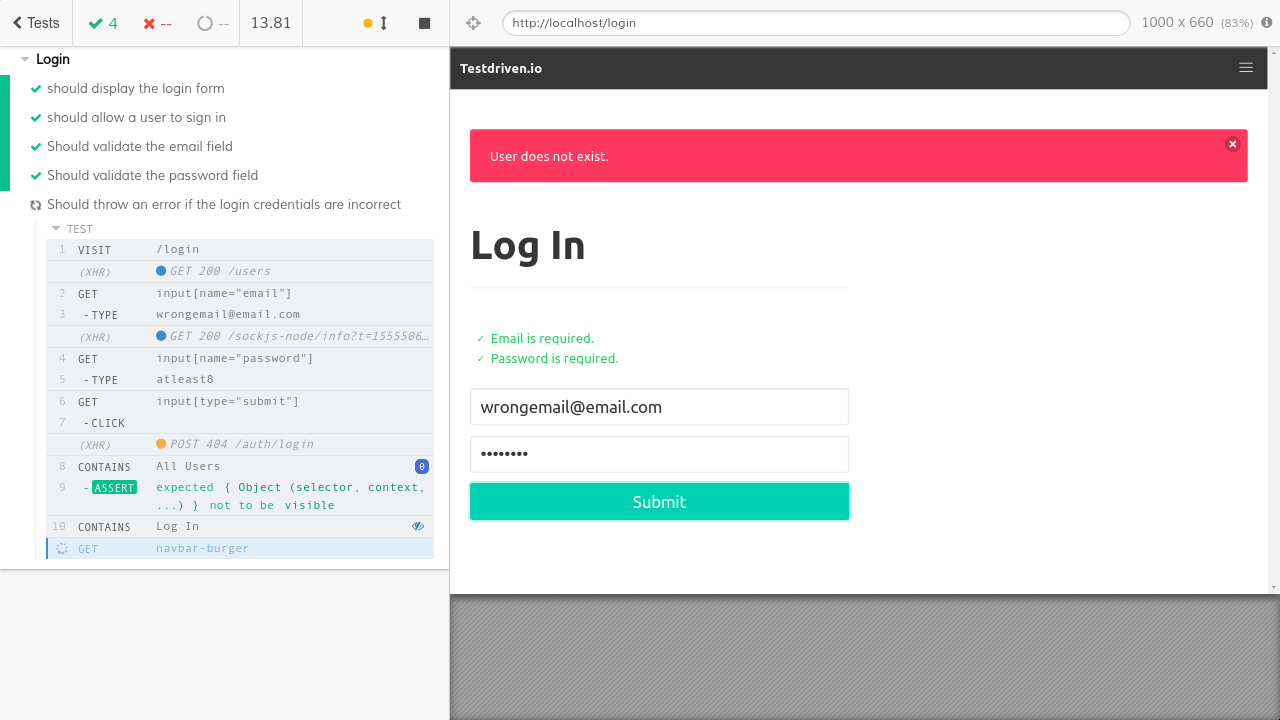 Tests 4 -- -- 13.81
Login
should display the login form
should allow a user to sign in
Should validate the email field
Should validate the password field
Should throw an error if the login credentials are incorrect
TEST
1 VISIT /login
(XHR) GET 200 /users
2 GET input[name="email"]
3 -TYPE wrongemail@email.com
(XHR) GET 200 /sockjs-node/info?t=1555506…
4 GET input[name="password"]
5 -TYPE atleast8
6 GET input[type="submit"]
7 -CLICK
(XHR) POST 404 /auth/login
8 CONTAINS All Users 0
9 -ASSERT expected { Object (selector, context,
...) } not to be visible
10 CONTAINS Log In
GET navbar-burger
http://localhost/login 1000 x 660 (83%)
Testdriven.io
User does not exist.
Log In
✓ Email is required.
✓ Password is required.
wrongemail@email.com
••••••••
Submit